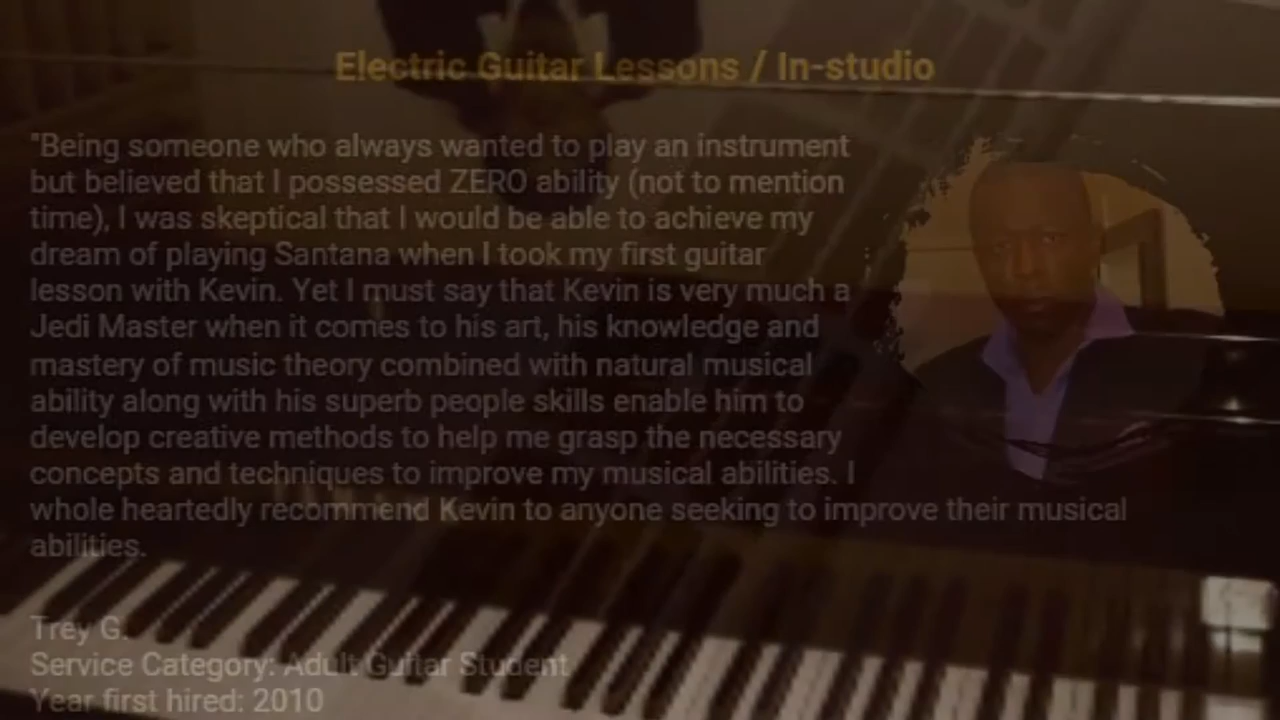 Electric Guitar Lessons / In-studio
"Being someone who always wanted to play an instrument
but believed that I possessed ZERO ability (not to mention
time), I was skeptical that I would be able to achieve my
dream of playing Santana when I took my first guitar
lesson with Kevin. Yet I must say that Kevin is very much a
Jedi Master when it comes to his art, his knowledge and
mastery of music theory combined with natural musical
ability along with his superb people skills enable him to
develop creative methods to help me grasp the necessary
concepts and techniques to improve my musical abilities. I
whole heartedly recommend Kevin to anyone seeking to improve their musical
abilities.
Trey G.
Service Category: Adult Guitar Student
Year first hired: 2010